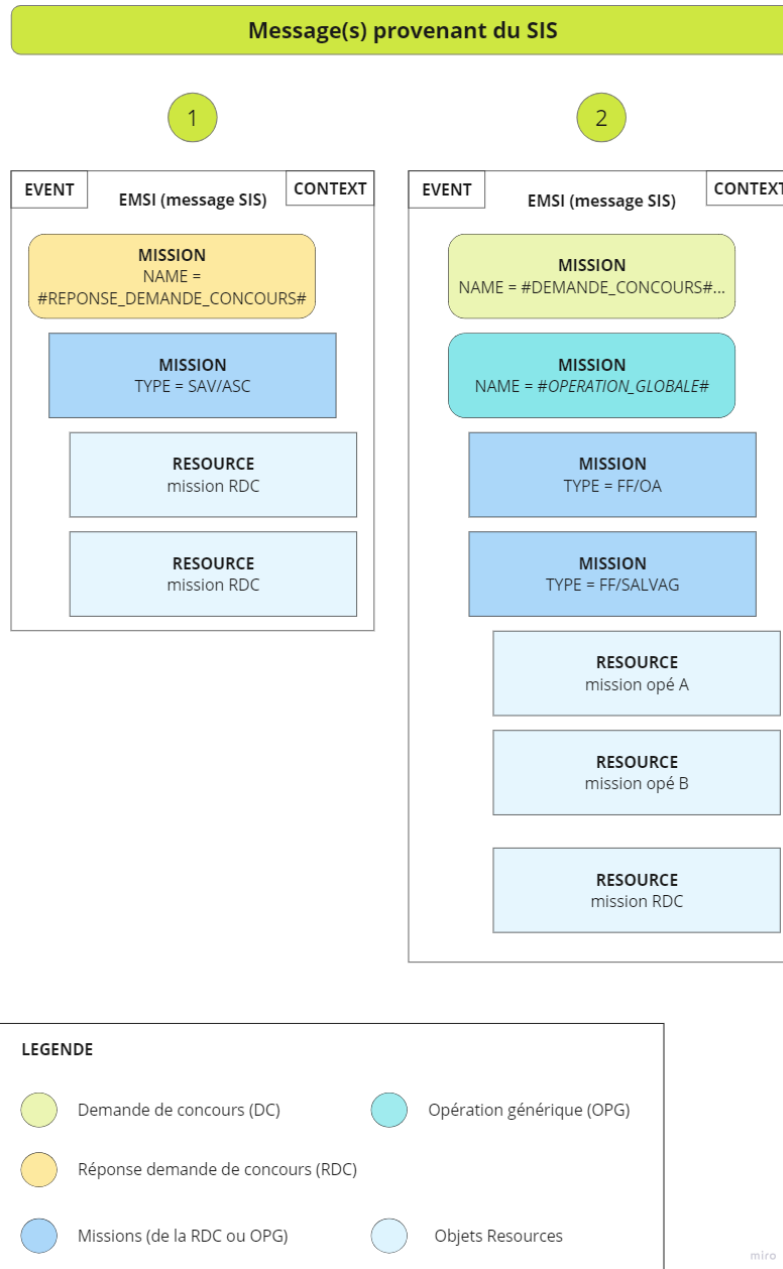 Message(s) provenant du SIS
1
EVENT
EMSI (message SIS)
CONTEXT
MISSION
NAME =
#REPONSE_DEMANDE_CONCOURS#
MISSION
TYPE = SAV/ASC
RESOURCE
mission RDC
RESOURCE
mission RDC
2
EVENT
EMSI (message SIS)
CONTEXT
MISSION
NAME = #DEMANDE_CONCOURS#...
MISSION
NAME = #OPERATION_GLOBALE#
MISSION
TYPE = FF/OA
MISSION
TYPE = FF/SALVAG
RESOURCE
mission opé A
RESOURCE
mission opé B
RESOURCE
mission RDC
LEGENDE
Demande de concours (DC)
Opération générique (OPG)
Réponse demande de concours (RDC)
Missions (de la RDC ou OPG)
Objets Resources
miro